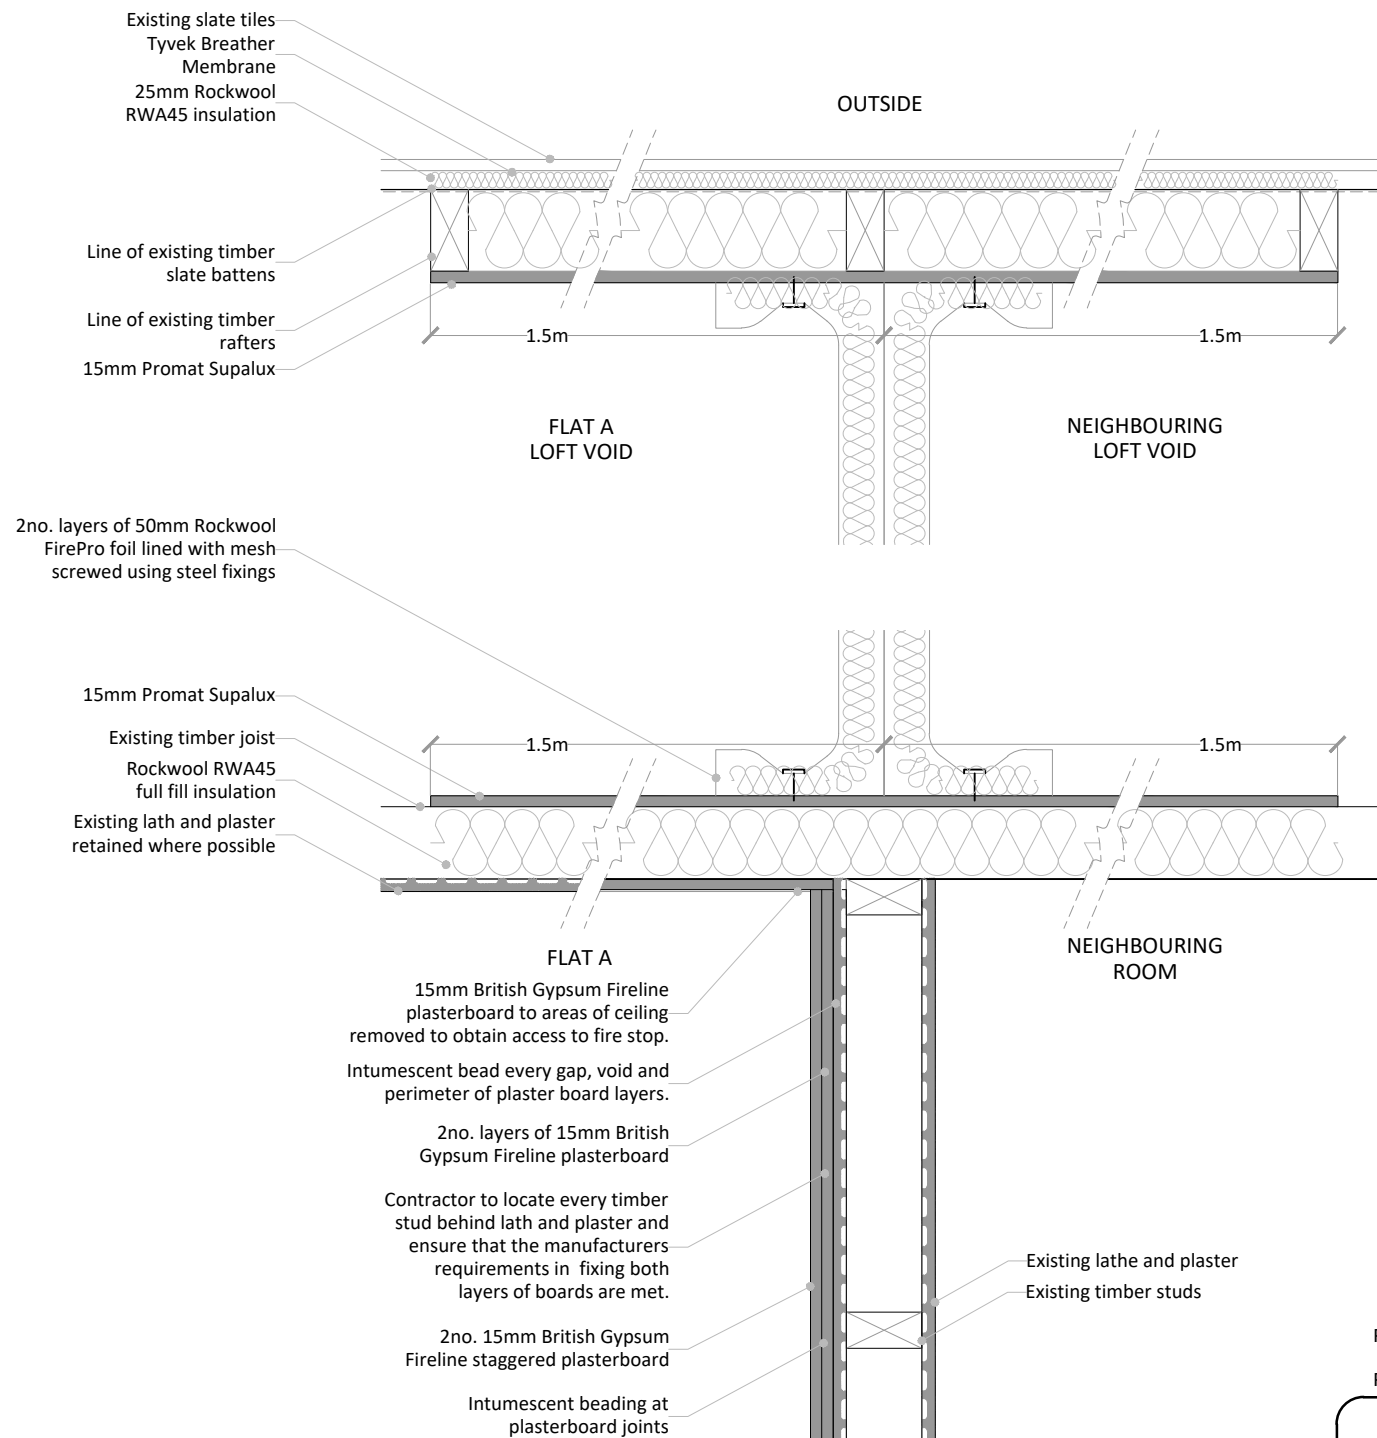 Existing slate tiles
Tyvek Breather
Membrane
25mm Rockwool
RWA45 insulation
OUTSIDE
Line of existing timber
slate battens
Line of existing timber
rafters
15mm Promat Supalux
1.5m
1.5m
FLAT A
LOFT VOID
NEIGHBOURING
LOFT VOID
2no. layers of 50mm Rockwool
FirePro foil lined with mesh
screwed using steel fixings
15mm Promat Supalux
Existing timber joist
Rockwool RWA45
full fill insulation
Existing lath and plaster
retained where possible
1.5m
1.5m
FLAT A
NEIGHBOURING
ROOM
15mm British Gypsum Fireline
plasterboard to areas of ceiling
removed to obtain access to fire stop.
Intumescent bead every gap, void and
perimeter of plaster board layers.
2no. layers of 15mm British
Gypsum Fireline plasterboard
Contractor to locate every timber
stud behind lath and plaster and
ensure that the manufacturers
requirements in fixing both
layers of boards are met.
2no. 15mm British Gypsum
Fireline staggered plasterboard
Intumescent beading at
plasterboard joints
Existing lathe and plaster
Existing timber studs